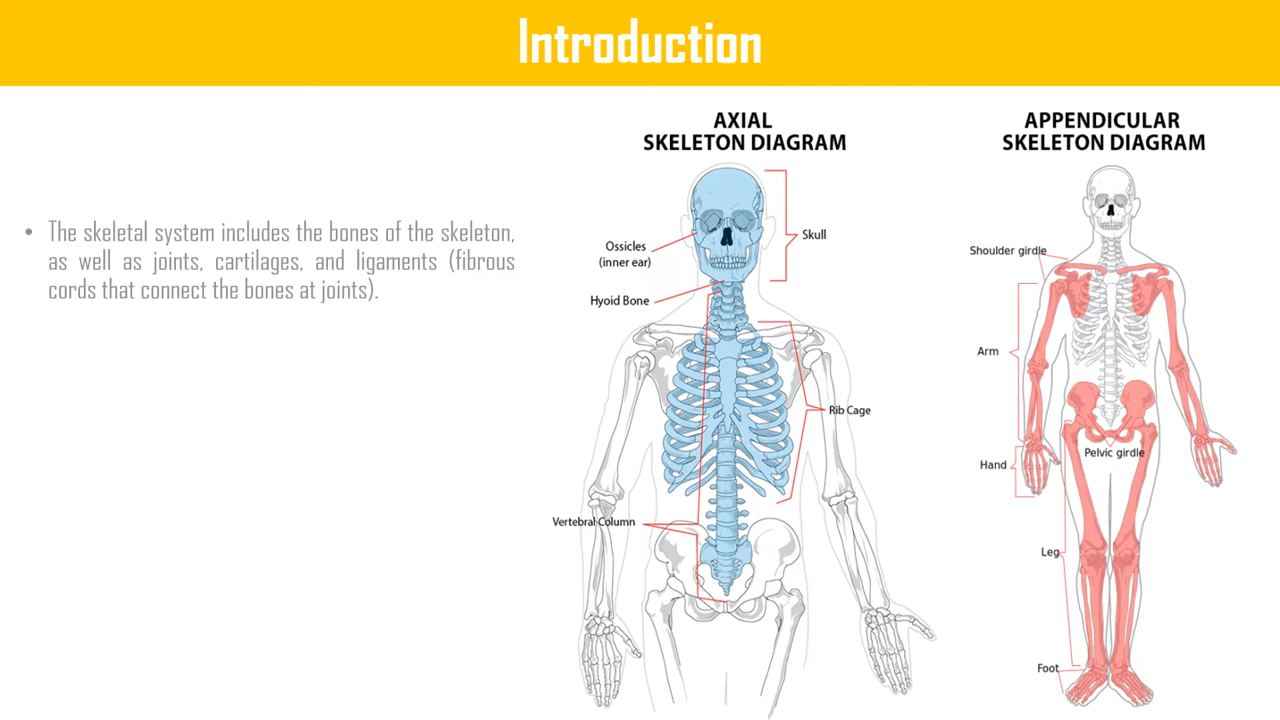 Introduction
• The skeletal system includes the bones of the skeleton,
as well as joints, cartilages, and ligaments (fibrous
cords that connect the bones at joints).
AXIAL
SKELETON DIAGRAM
Ossicles
(inner ear)
Skull
Hyoid Bone
Rib Cage
Vertebral Column
APPENDICULAR
SKELETON DIAGRAM
Shoulder girdle
Arm
Pelvic girdle
Hand
Leg
Foot